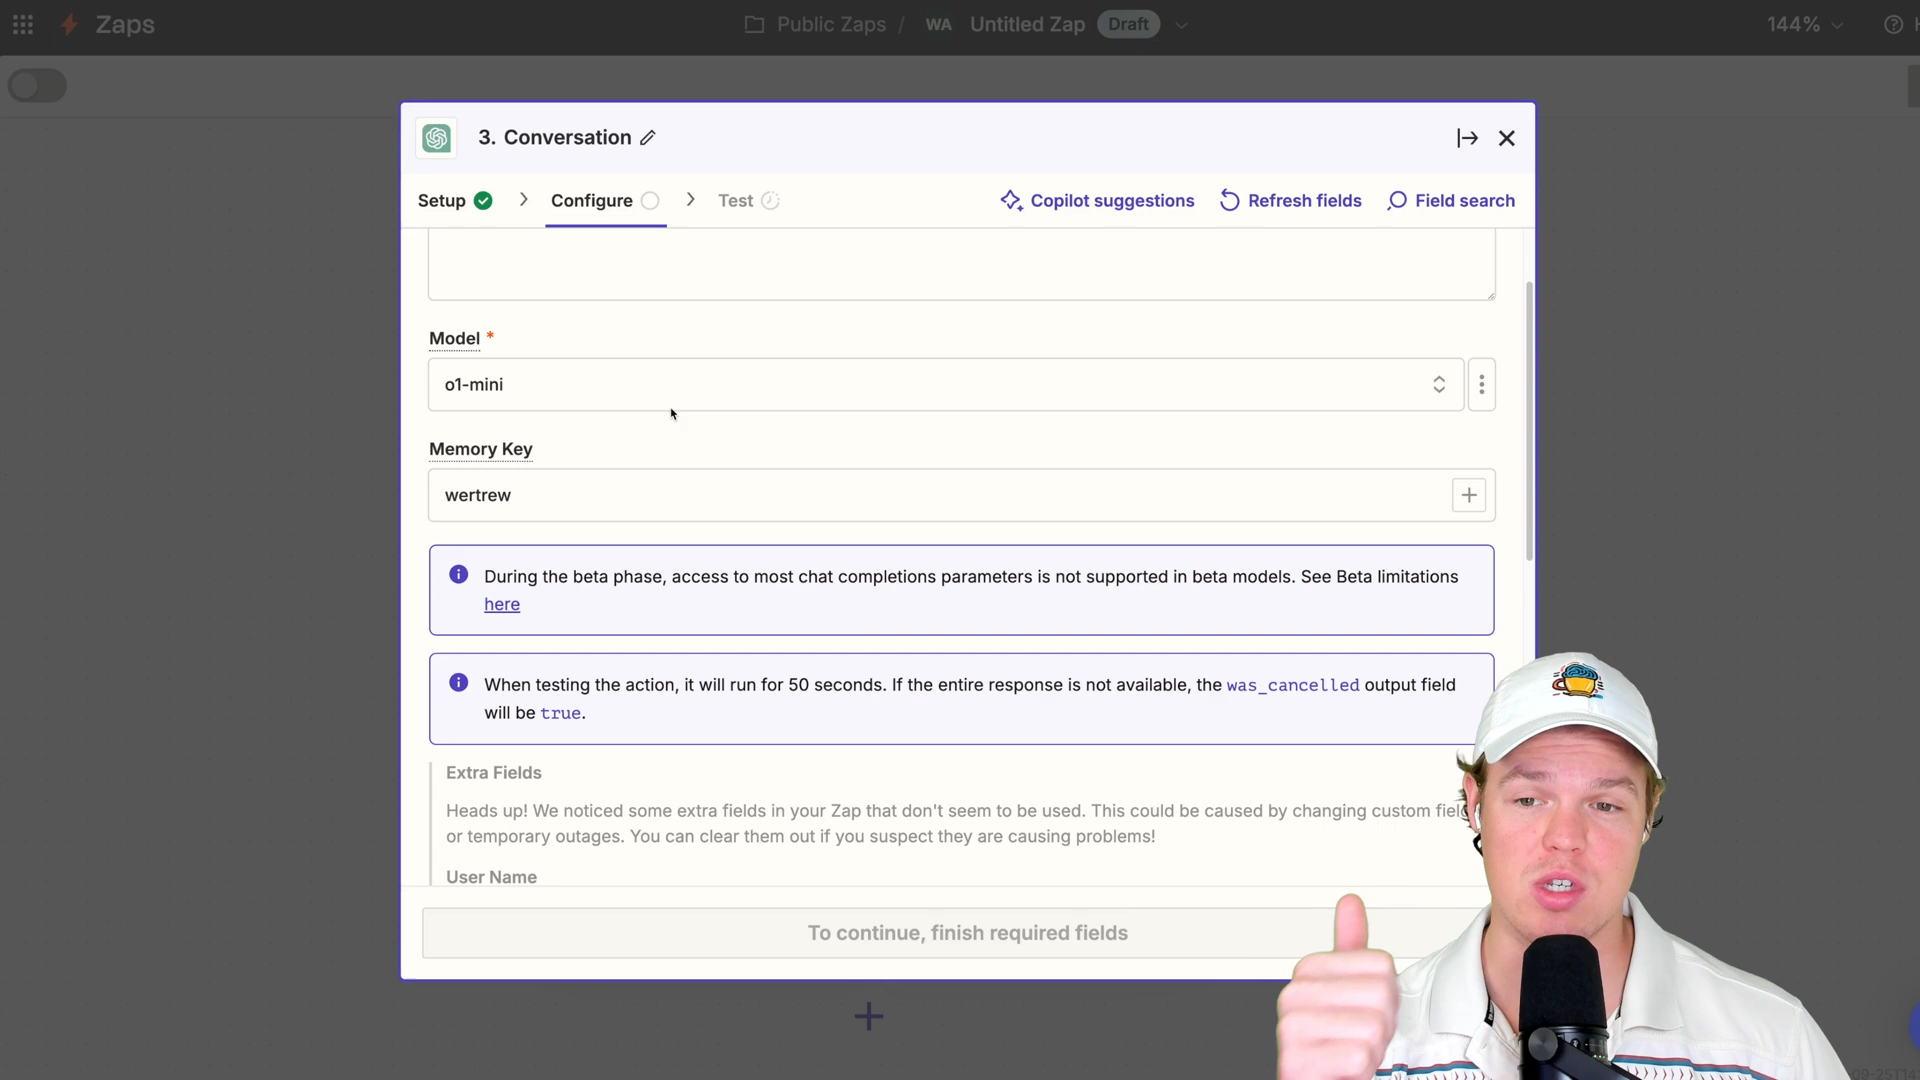 Zaps
Public Zaps / WA Untitled Zap Draft
144%
3. Conversation
Setup
Configure
Test
Copilot suggestions
Refresh fields
Field search
Model *
o1-mini
Memory Key
wertrew
During the beta phase, access to most chat completions parameters is not supported in beta models. See Beta limitations
here
When testing the action, it will run for 50 seconds. If the entire response is not available, the was_cancelled output field
will be true.
Extra Fields
Heads up! We noticed some extra fields in your Zap that don't seem to be used. This could be caused by changing custom
or temporary outages. You can clear them out if you suspect they are causing problems!
User Name
To continue, finish required fields